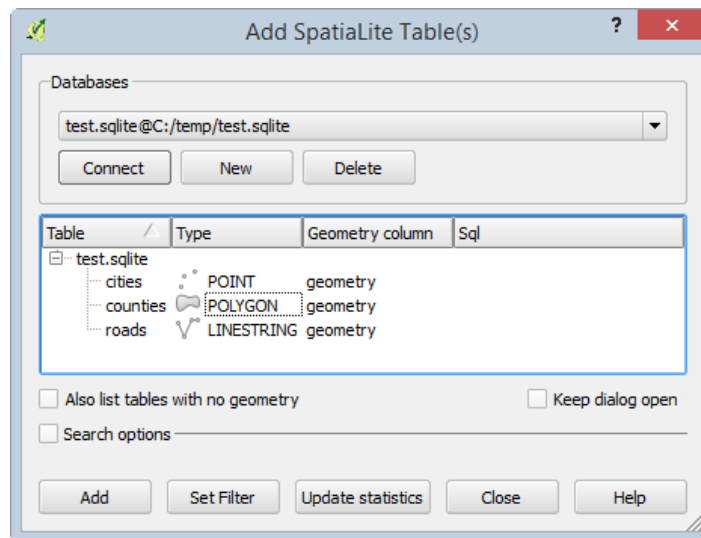 Add SpatiaLite Table(s) ? ×
Databases
test.sqlite@C:/temp/test.sqlite
Connect New Delete
Table Type Geometry column Sql
test.sqlite
cities POINT geometry
counties POLYGON geometry
roads LINESTRING geometry
Also list tables with no geometry Keep dialog open
Search options
Add Set Filter Update statistics Close Help